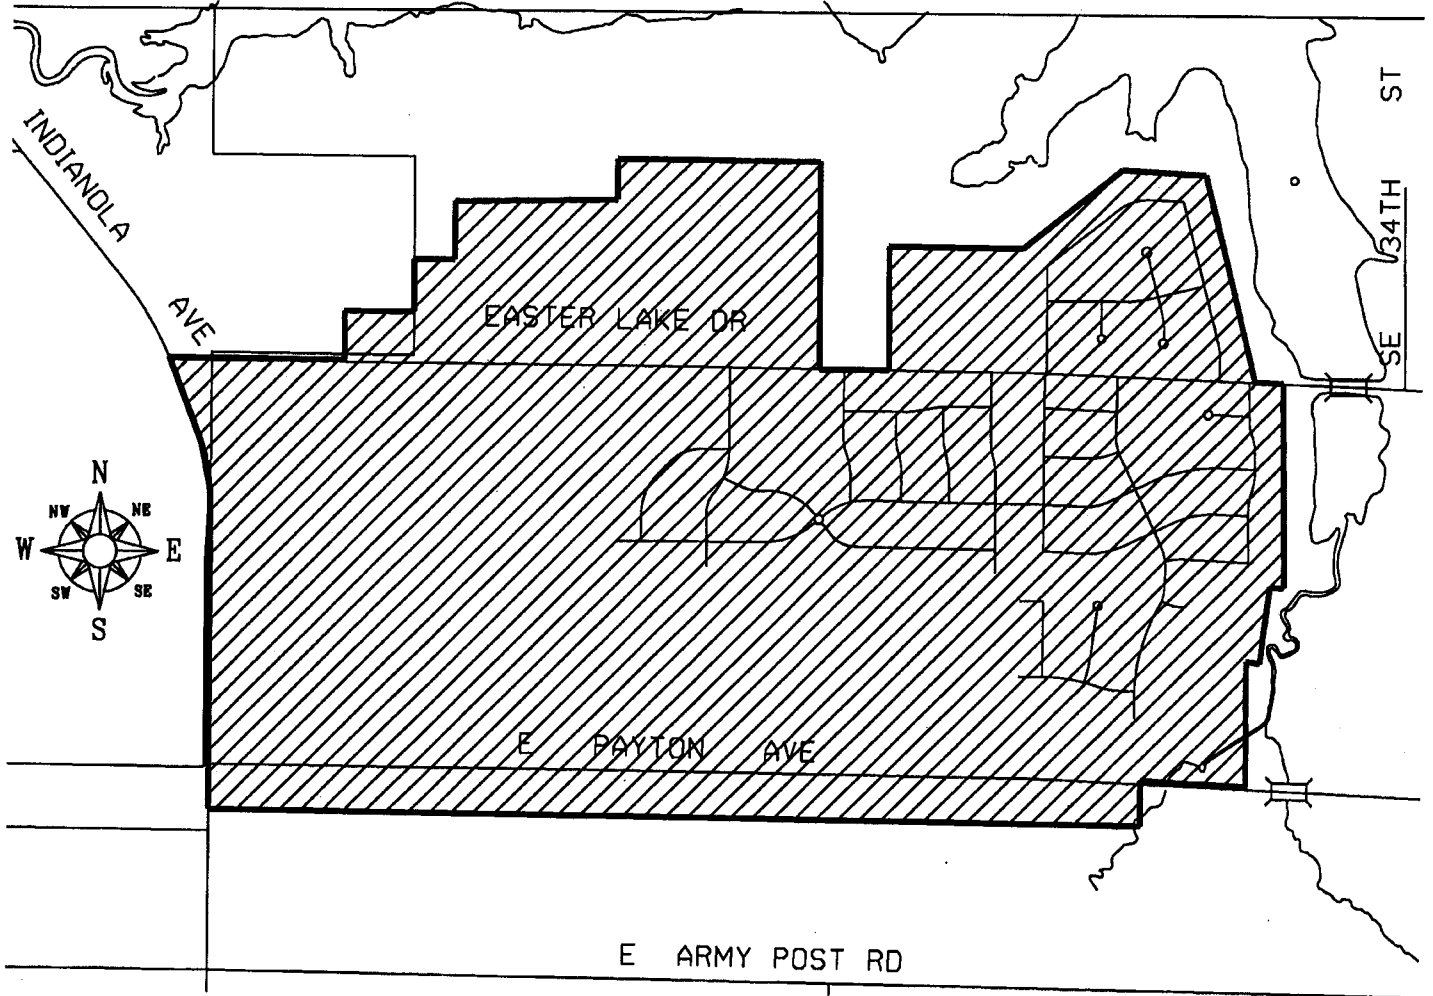 INDIANOLA AVE
SE 34TH ST
EASTER LAKE DR
N
NW NE
W E
SW SE
S
E PAYTON AVE
E ARMY POST RD